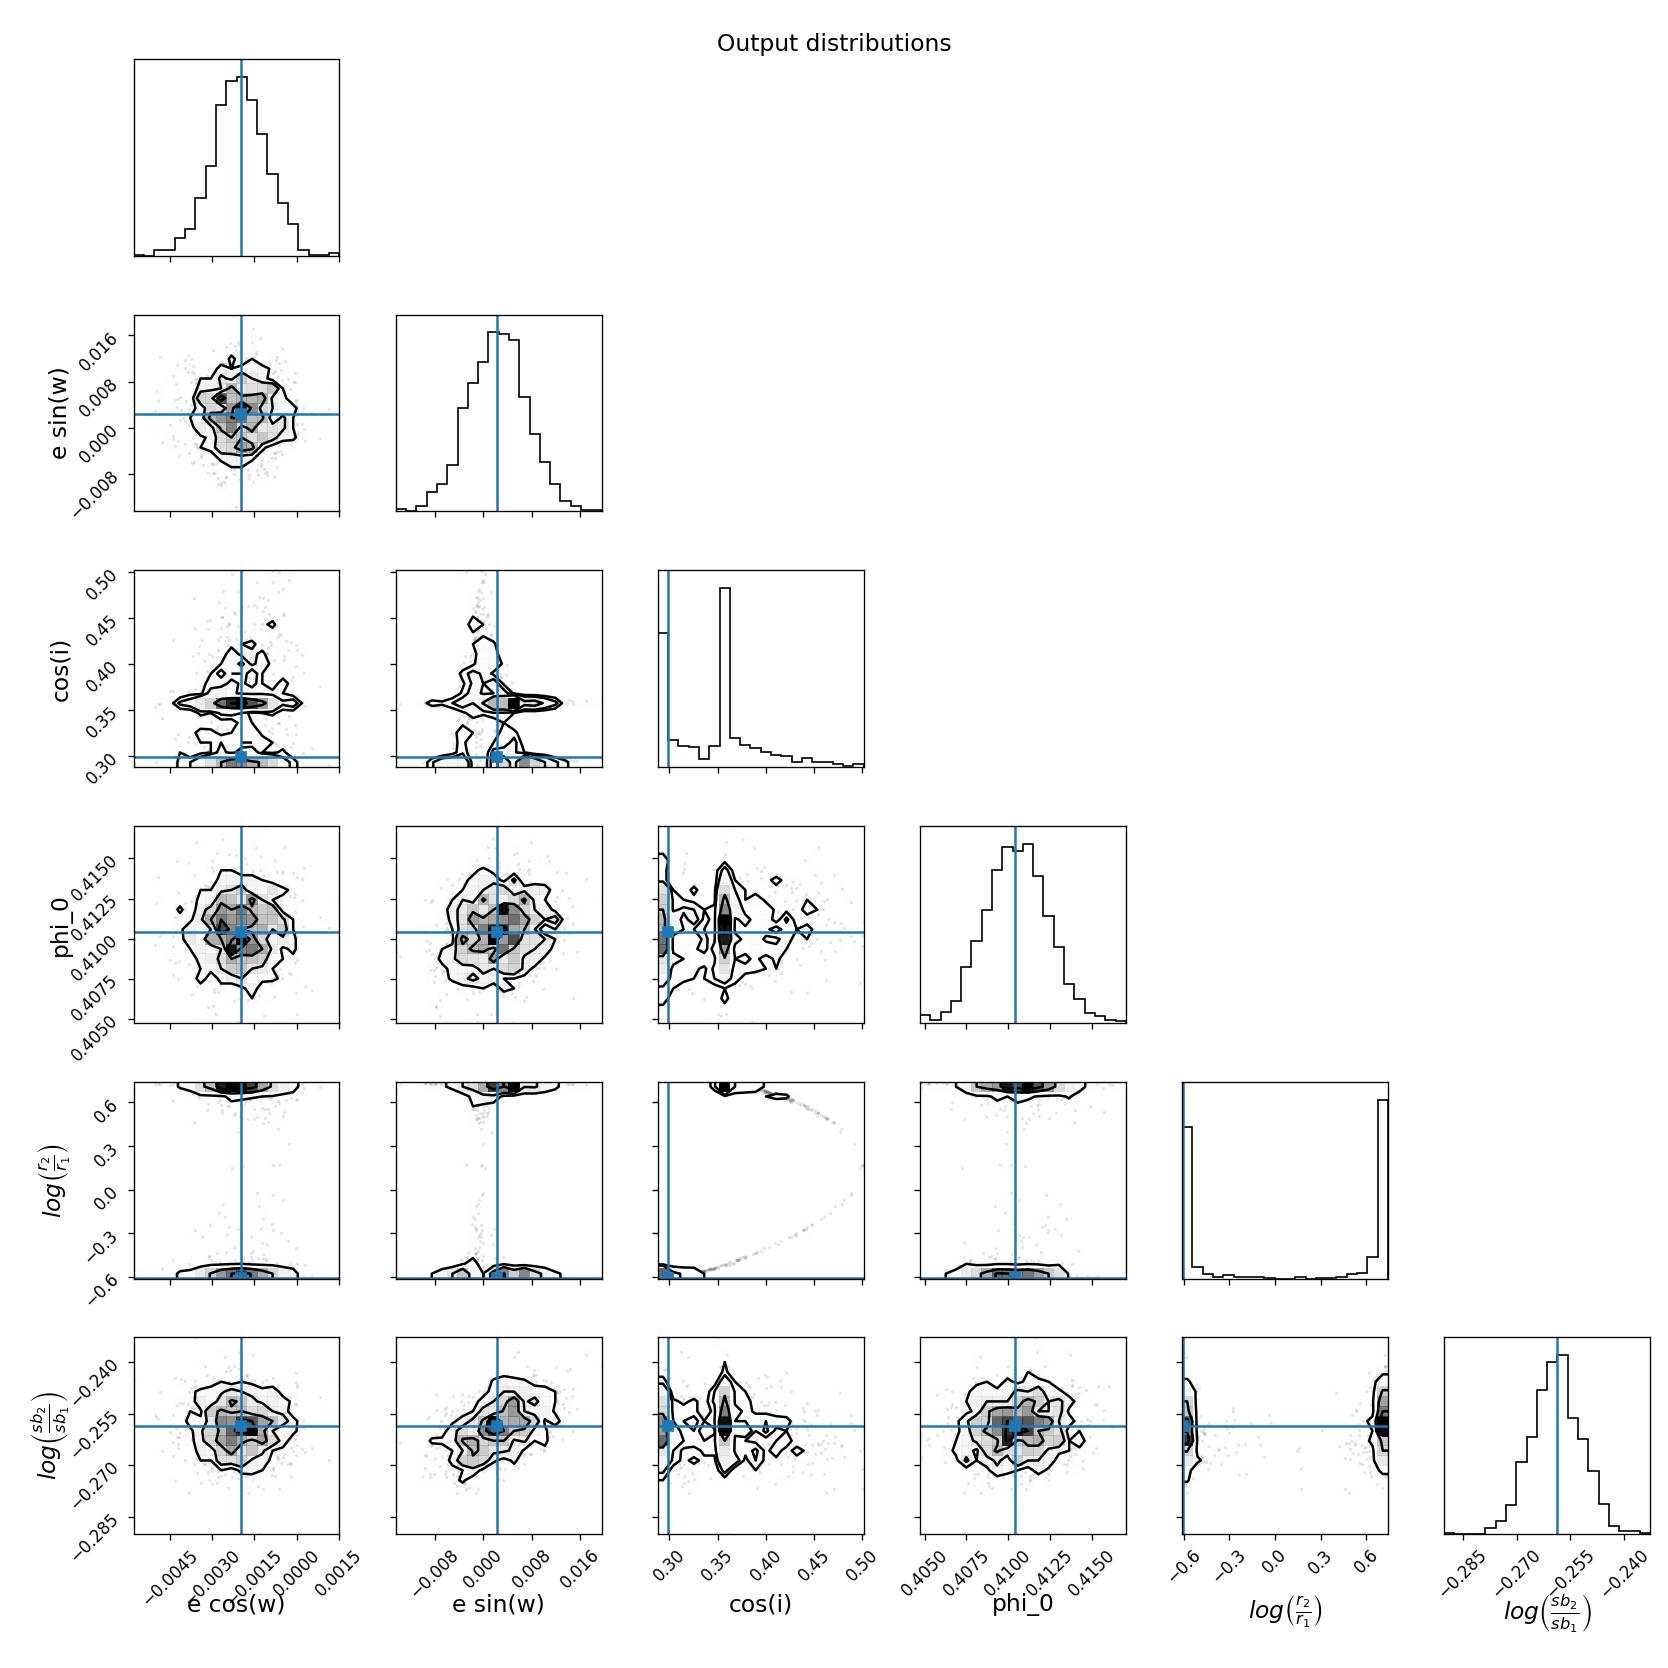 Output distributions
e sin(w)
0.016
0.008
0.000
−0.008
cos(i)
0.50
0.45
0.40
0.35
0.30
phi_0
0.4150
0.4125
0.4100
0.4075
0.4050
log(r2/r1)
0.6
0.3
0.0
−0.3
−0.6
log(sb2/sb1)
−0.240
−0.255
−0.270
−0.285
−0.0045 −0.0030 −0.0015 −0.0000 0.0015
−0.008 0.000 0.008 0.016
0.30 0.35 0.40 0.45 0.50
0.4050 0.4075 0.4100 0.4125 0.4150
−0.6 −0.3 0.0 0.3 0.6
−0.285 −0.270 −0.255 −0.240
e cos(w)
e sin(w)
cos(i)
phi_0
log(r2/r1)
log(sb2/sb1)